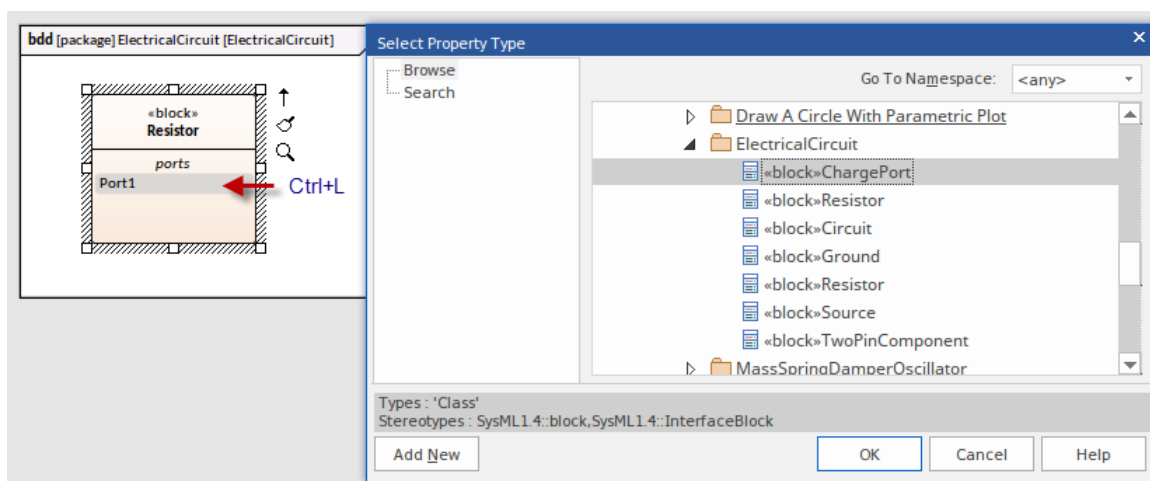 bdd [package] ElectricalCircuit [ElectricalCircuit]
«block»
Resistor
ports
Port1
Ctrl+L
Select Property Type
Browse
Search
Go To Namespace: <any>
Draw A Circle With Parametric Plot
ElectricalCircuit
«block»ChargePort
«block»Resistor
«block»Circuit
«block»Ground
«block»Resistor
«block»Source
«block»TwoPinComponent
MassSpringDamperOscillator
Types : 'Class'
Stereotypes : SysML1.4::block,SysML1.4::InterfaceBlock
Add New OK Cancel Help